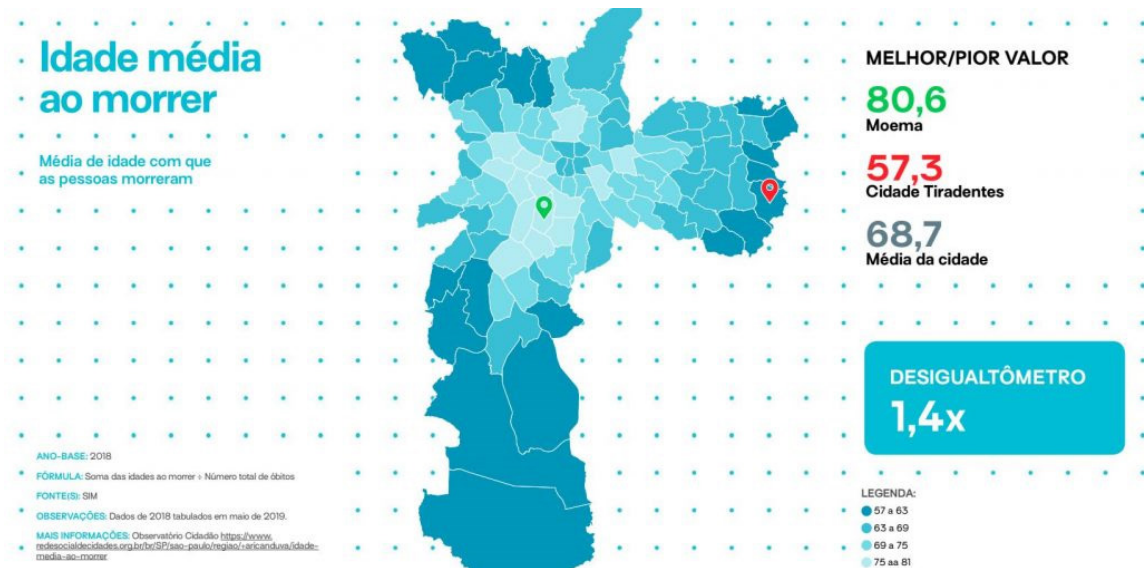 Idade média
ao morrer
Média de idade com que
as pessoas morreram
ANO-BASE: 2018
FÓRMULA: Soma das idades ao morrer ÷ Número total de óbitos
FONTE(S): SIM
OBSERVAÇÕES: Dados de 2018 tabulados em maio de 2019.
MAIS INFORMAÇÕES: Observatório Cidadão https://www.
redesocialdecidades.org.br/br/SP/sao-paulo/regiao/+aricanduva/idade-
media-ao-morrer
MELHOR/PIOR VALOR
80,6
Moema
57,3
Cidade Tiradentes
68,7
Média da cidade
DESIGUALTÔMETRO
1,4x
LEGENDA:
57 a 63
63 a 69
69 a 75
75 aa 81